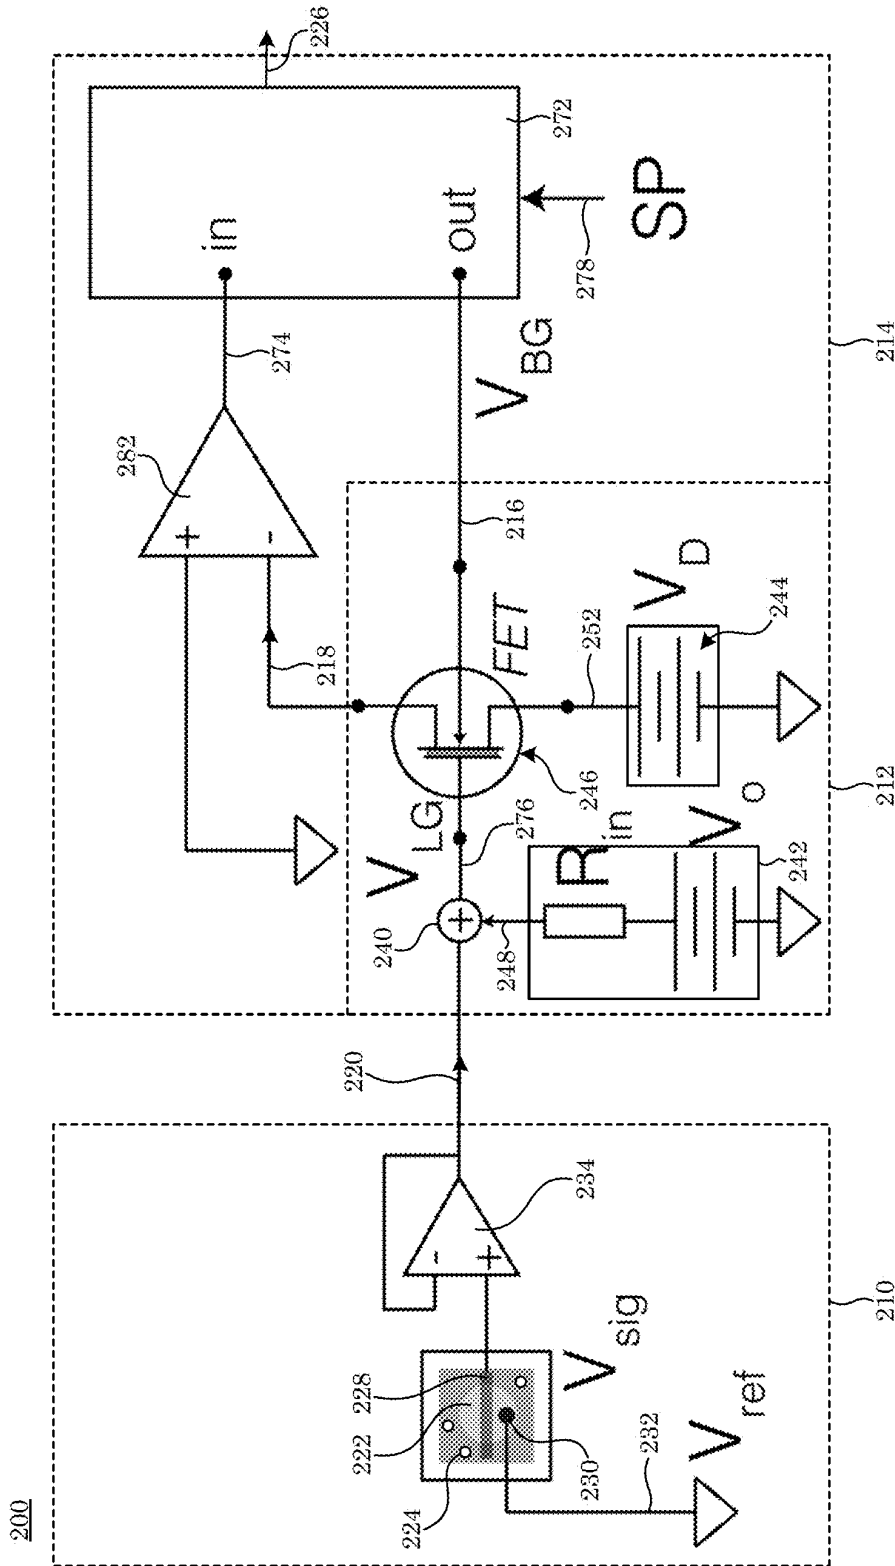 200
210
V ref
232
V sig
230
224
222
228
-
+
234
220
240
+
248
R in
V O
242
212
V LG
276
246
FET
252
V D
244
218
216
214
282
+
-
274
V BG
in
out
272
278
SP
226